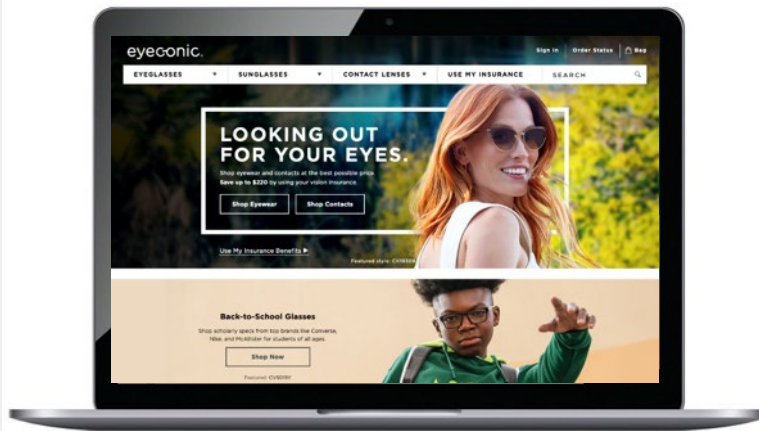 eyeconic.
Sign In Order Status Bag
EYEGLASSES SUNGLASSES CONTACT LENSES USE MY INSURANCE SEARCH
LOOKING OUT
FOR YOUR EYES.
Shop eyewear and contacts at the best possible price.
Save up to $220 by using your vision insurance.
Shop Eyewear Shop Contacts
Use My Insurance Benefits ▶
Featured style:
Back-to-School Glasses
Shop scholarly specs from top brands like Converse,
Nike, and McAllister for students of all ages.
Shop Now
Featured: